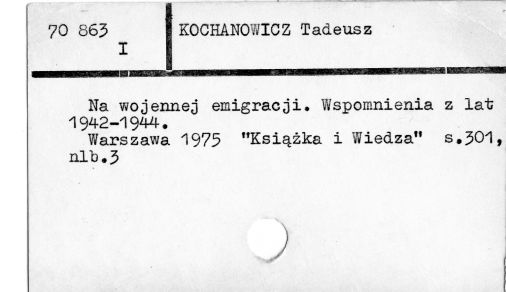 70 863
I
KOCHANOWICZ Tadeusz
Na wojennej emigracji. Wspomnienia z lat
1942-1944.
Warszawa 1975 "Książka i Wiedza" s.301,
nlb.3